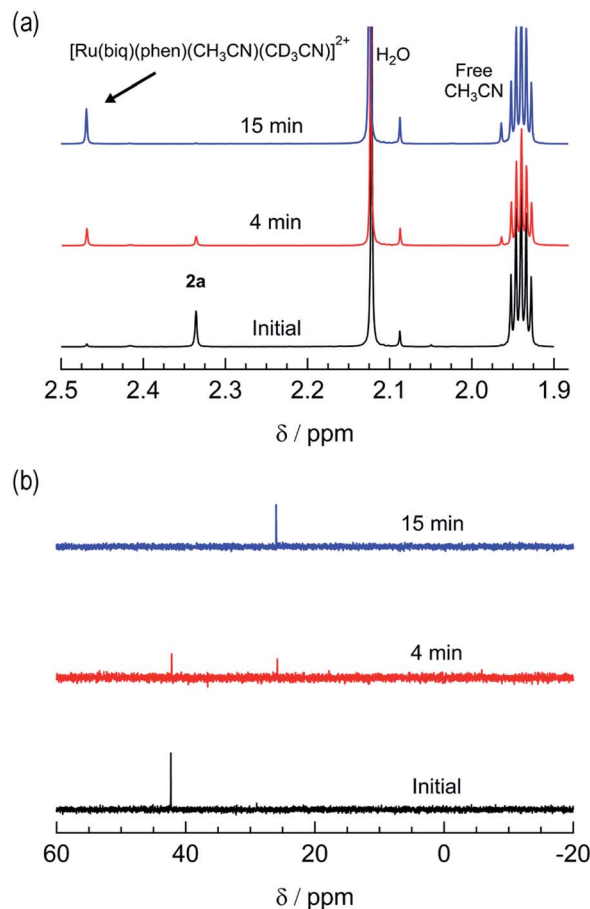 (a)
[Ru(biq)(phen)(CH₃CN)(CD₃CN)]²⁺
H₂O
Free
CH₃CN
15 min
4 min
2a
Initial
2.5 2.4 2.3 2.2 2.1 2.0 1.9
δ / ppm
(b)
15 min
4 min
Initial
60 40 20 0 -20
δ / ppm